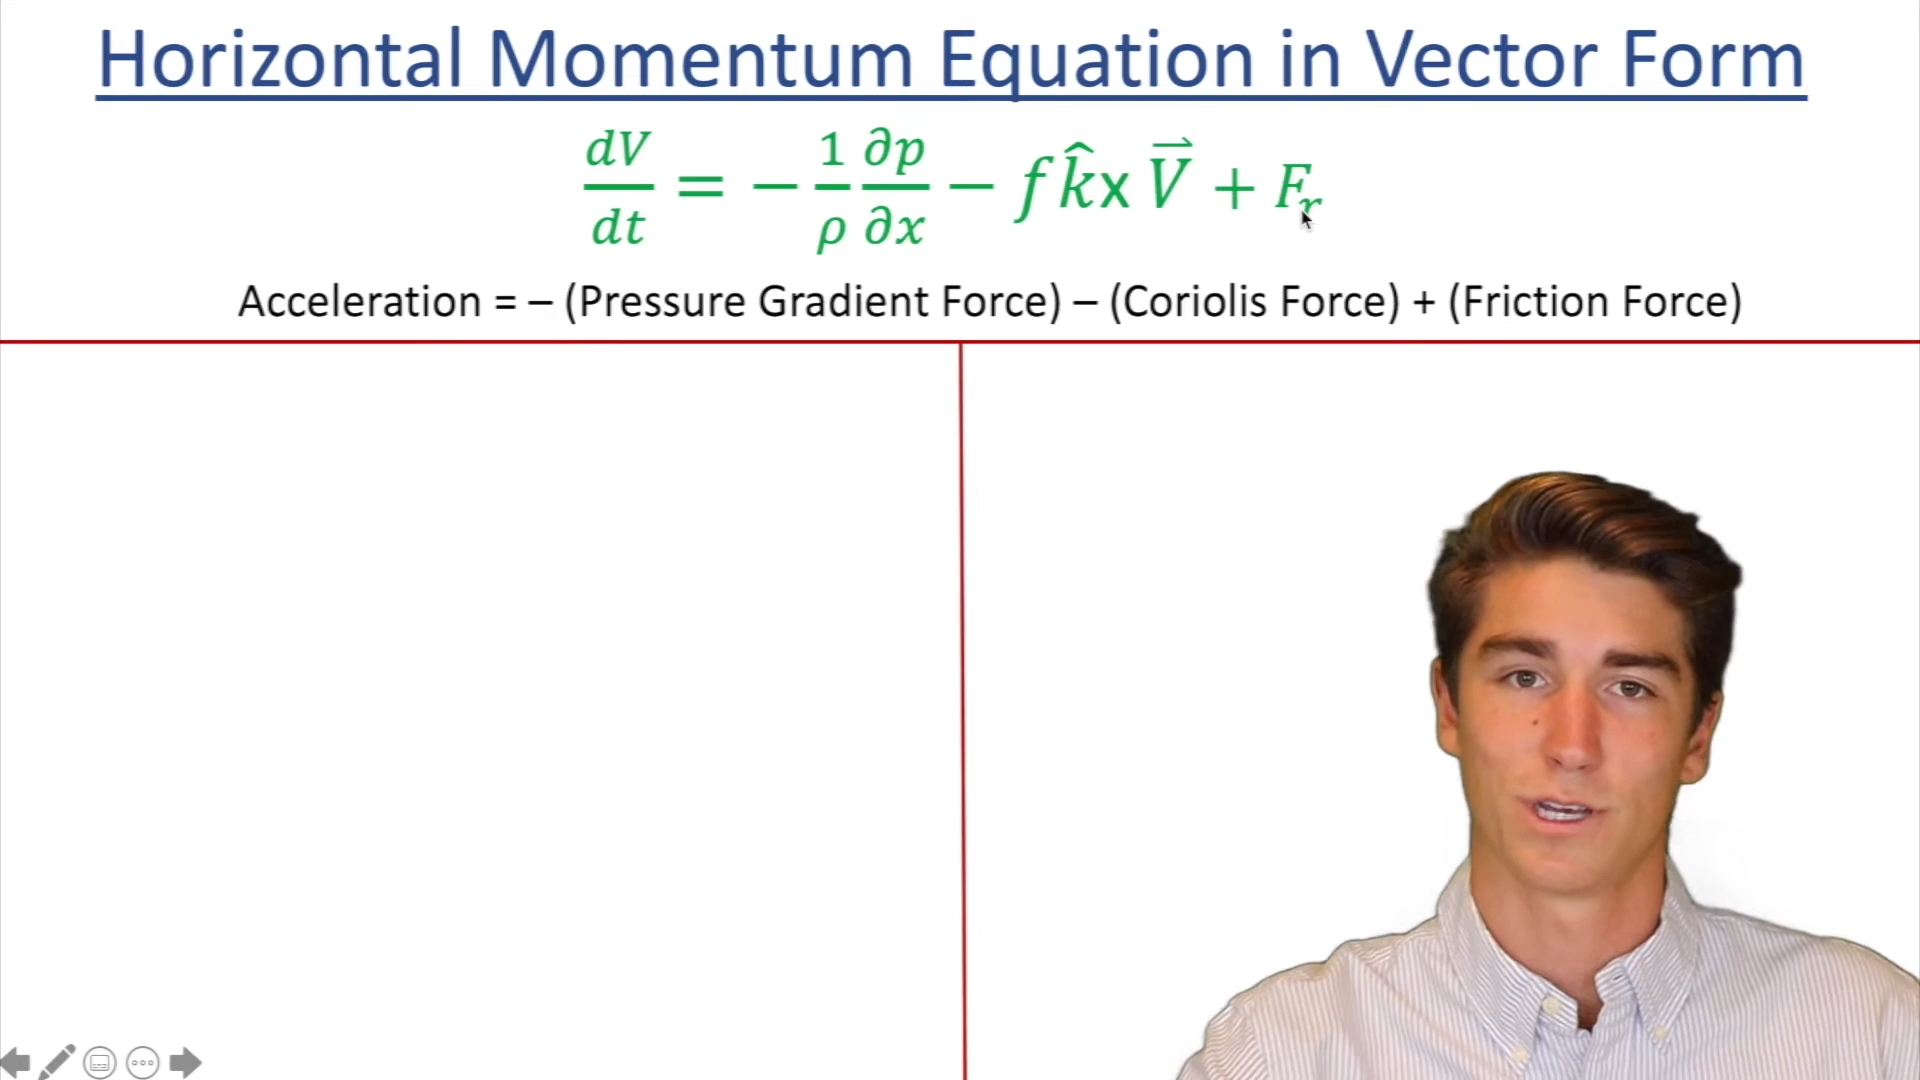 Horizontal Momentum Equation in Vector Form
dV/dt = − 1/ρ ∂p/∂x − f k̂ x V⃗ + Fᵣ
Acceleration = – (Pressure Gradient Force) – (Coriolis Force) + (Friction Force)